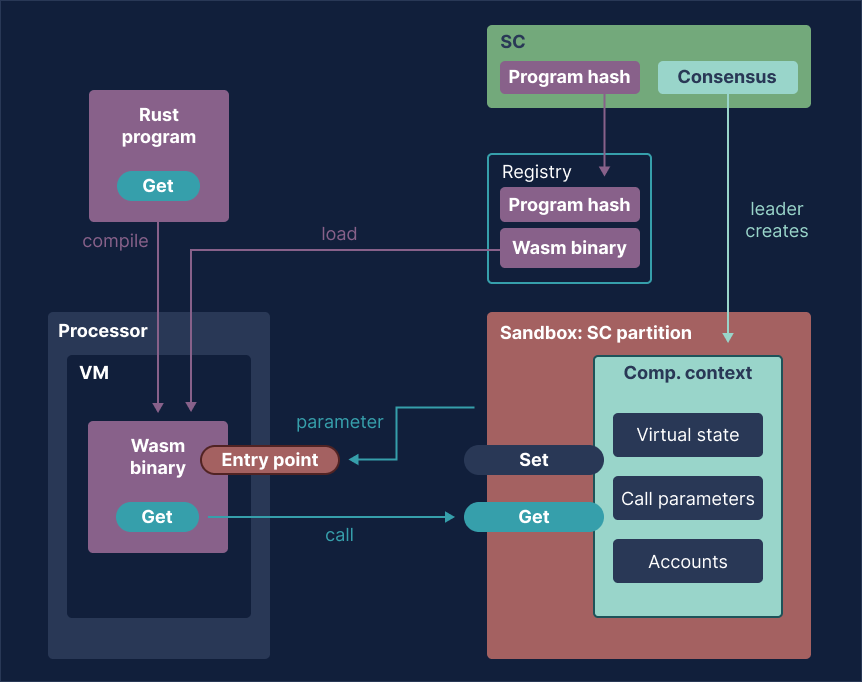 SC
Program hash
Consensus
Rust
program
Get
Registry
Program hash
Wasm binary
compile
load
leader
creates
Processor
VM
Wasm
binary
Entry point
Get
parameter
call
Sandbox: SC partition
Comp. context
Virtual state
Set
Call parameters
Get
Accounts